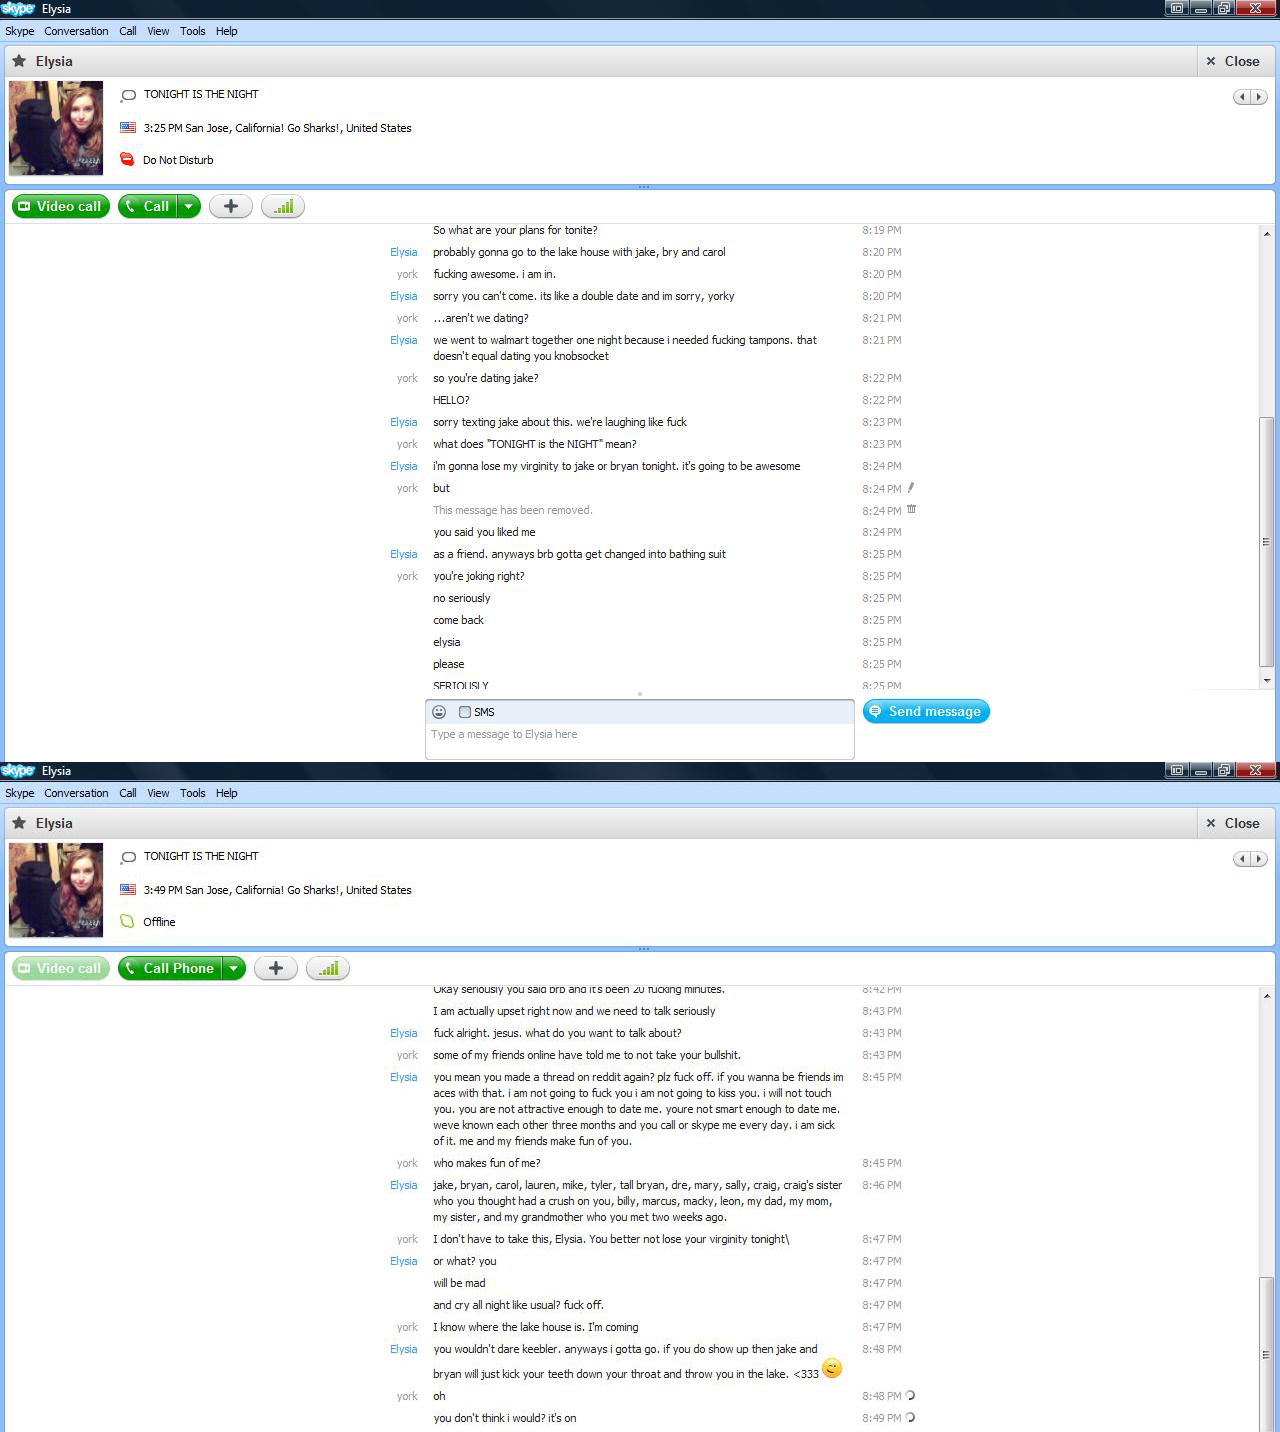 skype Elysia
Skype Conversation Call View Tools Help
Elysia
Close
TONIGHT IS THE NIGHT
3:25 PM San Jose, California! Go Sharks!, United States
Do Not Disturb
Video call Call
So what are your plans for tonite? 8:19 PM
Elysia probably gonna go to the lake house with jake, bry and carol 8:20 PM
york fucking awesome. i am in. 8:20 PM
Elysia sorry you can't come. its like a double date and im sorry, yorky 8:20 PM
york ...aren't we dating? 8:21 PM
Elysia we went to walmart together one night because i needed fucking tampons. that 8:21 PM
doesn't equal dating you knobsocket
york so you're dating jake? 8:22 PM
HELLO? 8:22 PM
Elysia sorry texting jake about this. we're laughing like fuck 8:23 PM
york what does "TONIGHT is the NIGHT" mean? 8:23 PM
Elysia i'm gonna lose my virginity to jake or bryan tonight. it's going to be awesome 8:24 PM
york but 8:24 PM
This message has been removed. 8:24 PM
you said you liked me 8:24 PM
Elysia as a friend. anyways brb gotta get changed into bathing suit 8:25 PM
york you're joking right? 8:25 PM
no seriously 8:25 PM
come back 8:25 PM
elysia 8:25 PM
please 8:25 PM
SERIOUSLY 8:25 PM
SMS
Send message
Type a message to Elysia here
skype Elysia
Skype Conversation Call View Tools Help
Elysia
Close
TONIGHT IS THE NIGHT
3:49 PM San Jose, California! Go Sharks!, United States
Offline
Video call Call Phone
Okay seriously you said brb and it's been 20 fucking minutes. 8:42 PM
I am actually upset right now and we need to talk seriously 8:43 PM
Elysia fuck alright. jesus. what do you want to talk about? 8:43 PM
york some of my friends online have told me to not take your bullshit. 8:43 PM
Elysia you mean you made a thread on reddit again? plz fuck off. if you wanna be friends im 8:45 PM
aces with that. i am not going to fuck you i am not going to kiss you. i will not touch
you. you are not attractive enough to date me. youre not smart enough to date me.
weve known each other three months and you call or skype me every day. i am sick
of it. me and my friends make fun of you.
york who makes fun of me? 8:45 PM
Elysia jake, bryan, carol, lauren, mike, tyler, tall bryan, dre, mary, sally, craig, craig's sister 8:46 PM
who you thought had a crush on you, billy, marcus, macky, leon, my dad, my mom,
my sister, and my grandmother who you met two weeks ago.
york I don't have to take this, Elysia. You better not lose your virginity tonight\ 8:47 PM
Elysia or what? you 8:47 PM
will be mad 8:47 PM
and cry all night like usual? fuck off. 8:47 PM
york I know where the lake house is. I'm coming 8:47 PM
Elysia you wouldn't dare keebler. anyways i gotta go. if you do show up then jake and 8:48 PM
bryan will just kick your teeth down your throat and throw you in the lake. <333
york oh 8:48 PM
you don't think i would? it's on 8:49 PM